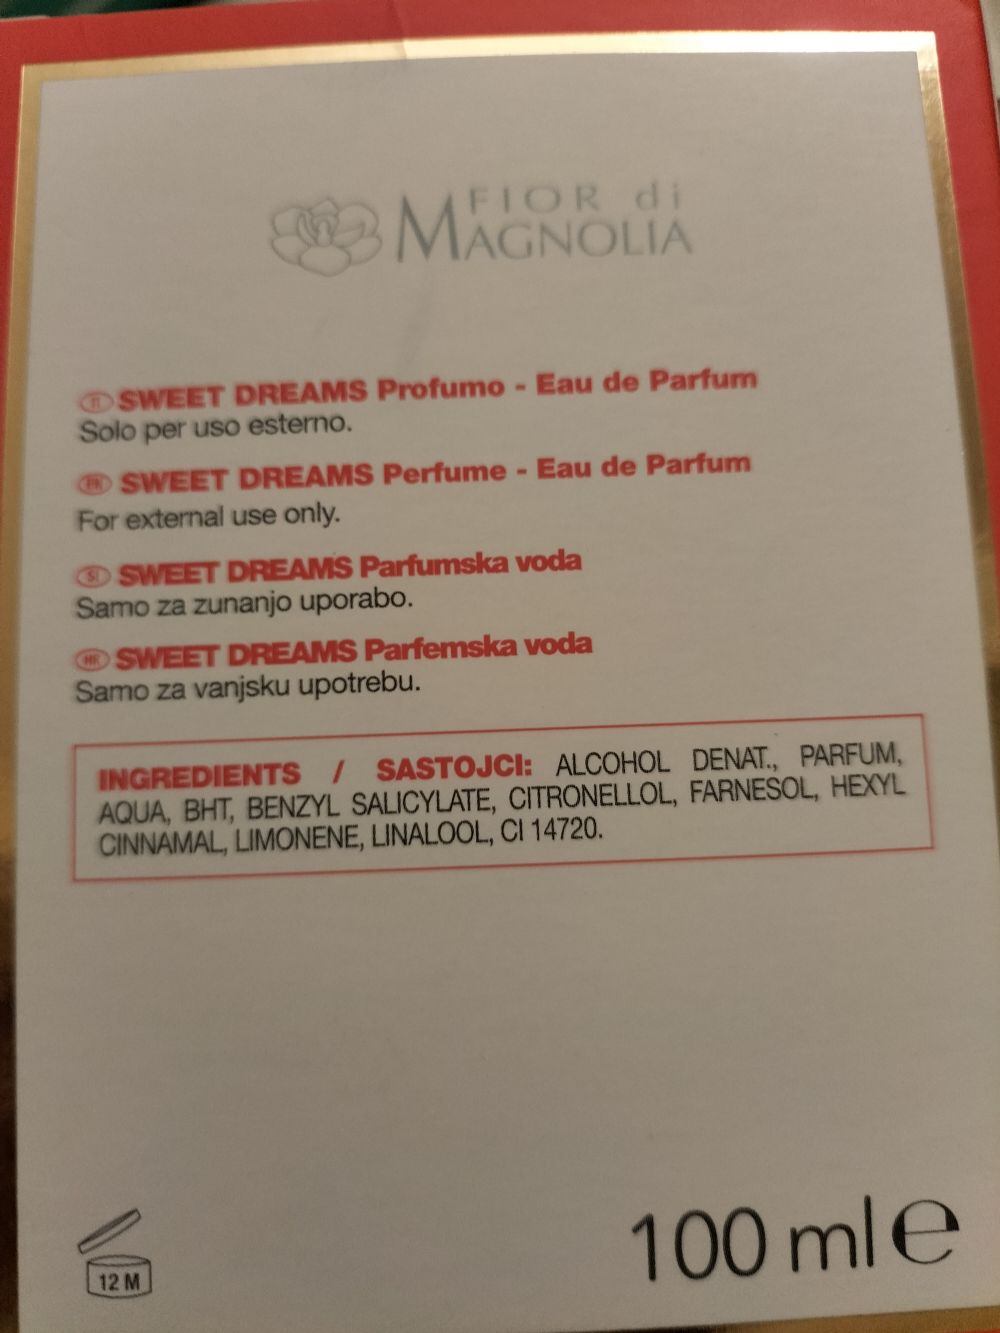 FIOR di
MAGNOLIA
IT SWEET DREAMS Profumo - Eau de Parfum
Solo per uso esterno.
SWEET DREAMS Perfume - Eau de Parfum
For external use only.
SI SWEET DREAMS Parfumska voda
Samo za zunanjo uporabo.
HR SWEET DREAMS Parfemska voda
Samo za vanjsku upotrebu.
INGREDIENTS / SASTOJCI: ALCOHOL DENAT., PARFUM,
AQUA, BHT, BENZYL SALICYLATE, CITRONELLOL, FARNESOL, HEXYL
CINNAMAL, LIMONENE, LINALOOL, CI 14720.
12 M
100 ml e